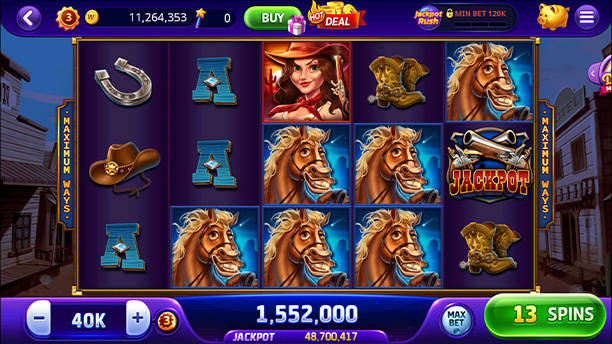 3 W 11,264,353 0 BUY HOT DEAL Jackpot Rush MIN BET 120K
A
MAXIMUM WAYS
A
JACKPOT
MAXIMUM WAYS
A
40K 3 1,552,000 MAX BET 13 SPINS
JACKPOT 48,700,417